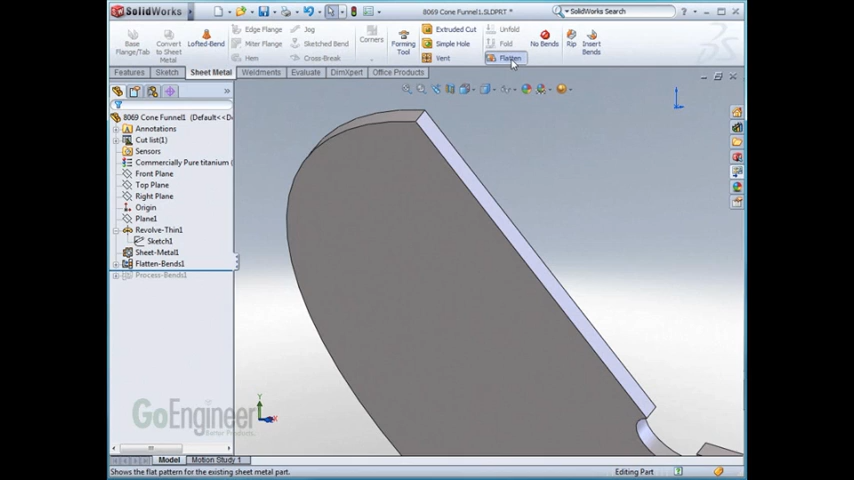 SolidWorks
8069 Cone Funnel1.SLDPRT *
SolidWorks Search
Base Flange/Tab
Convert to Sheet Metal
Lofted-Bend
Edge Flange
Miter Flange
Hem
Jog
Sketched Bend
Cross-Break
Corners
Forming Tool
Extruded Cut
Simple Hole
Vent
Unfold
Fold
Flatten
No Bends
Rip
Insert Bends
Features
Sketch
Sheet Metal
Weldments
Evaluate
DimXpert
Office Products
8069 Cone Funnel1 (Default<<D
Annotations
Cut list(1)
Sensors
Commercially Pure titanium (
Front Plane
Top Plane
Right Plane
Origin
Plane1
Revolve-Thin1
Sketch1
Sheet-Metal1
Flatten-Bends1
Process-Bends1
Y
X
GoEngineer
Model
Motion Study 1
Shows the flat pattern for the existing sheet metal part.
Editing Part